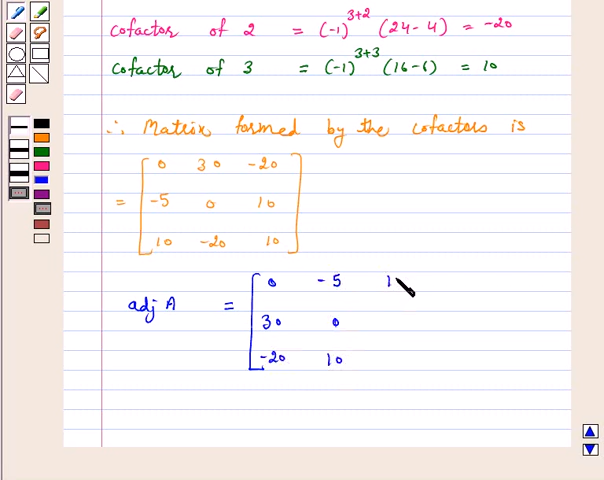 cofactor of 2 = (-1)^{3+2} (24-4) = -20
cofactor of 3 = (-1)^{3+3} (16-6) = 10
∴ Matrix formed by the cofactors is
= [ 0 30 -20
-5 0 10
10 -20 10 ]
adj A = [ 0 -5 1
30 0
-20 10